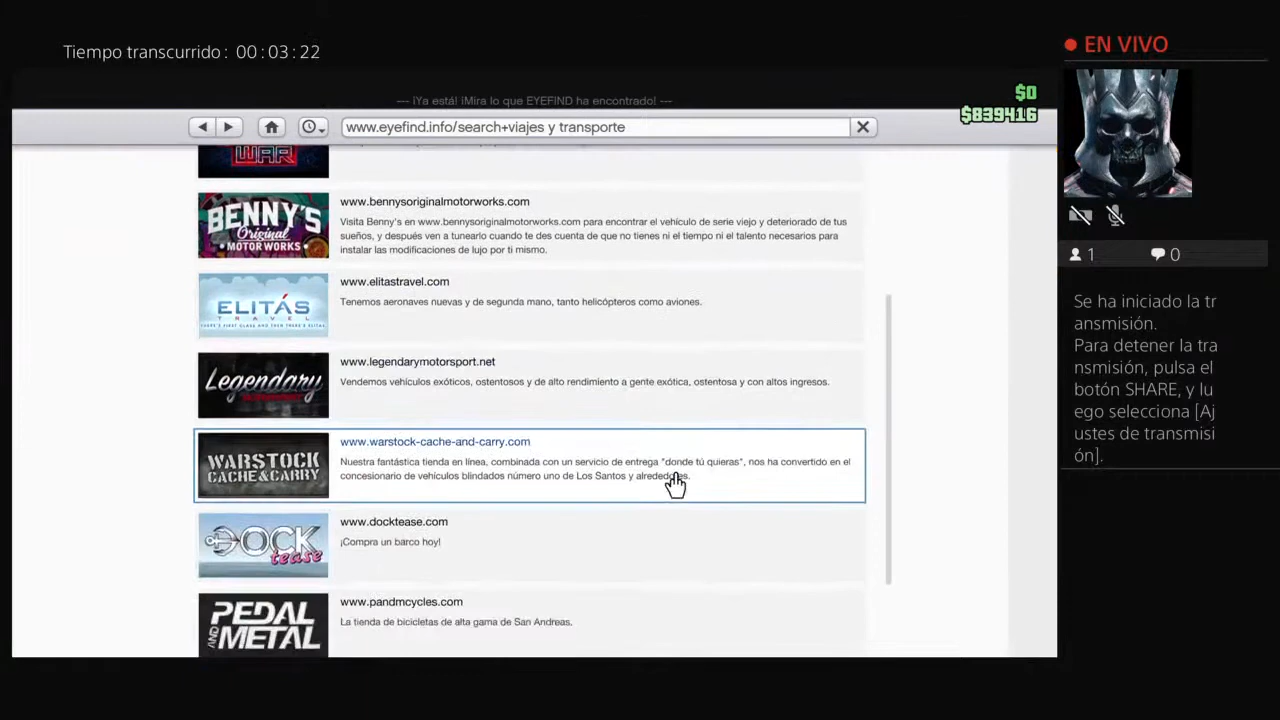 Tiempo transcurrido: 00:03:22
EN VIVO
--- ¡Ya está! ¡Mira lo que EYEFIND ha encontrado! ---
$0
$839416
www.eyefind.info/search+viajes y transporte
WAR
BENNY'S
Original
MOTOR WORKS
www.bennysoriginalmotorworks.com
Visita Benny's en www.bennysoriginalmotorworks.com para encontrar el vehículo de serie viejo y deteriorado de tus
sueños, y después ven a tunearlo cuando te des cuenta de que no tienes ni el tiempo ni el talento necesarios para
instalar las modificaciones de lujo por ti mismo.
ELITÁS
TRAVEL
THERE'S FIRST CLASS AND THEN THERE'S ELITÁS
www.elitastravel.com
Tenemos aeronaves nuevas y de segunda mano, tanto helicópteros como aviones.
Legendary
www.legendarymotorsport.net
Vendemos vehículos exóticos, ostentosos y de alto rendimiento a gente exótica, ostentosa y con altos ingresos.
WARSTOCK
CACHE & CARRY
www.warstock-cache-and-carry.com
Nuestra fantástica tienda en línea, combinada con un servicio de entrega "donde tú quieras", nos ha convertido en el
concesionario de vehículos blindados número uno de Los Santos y alrededores.
DOCK
tease
www.docktease.com
¡Compra un barco hoy!
PEDAL
AND METAL
www.pandmcycles.com
La tienda de bicicletas de alta gama de San Andreas.
1
0
Se ha iniciado la tr
ansmisión.
Para detener la tra
nsmisión, pulsa el
botón SHARE, y lu
ego selecciona [Aj
ustes de transmisi
ón].